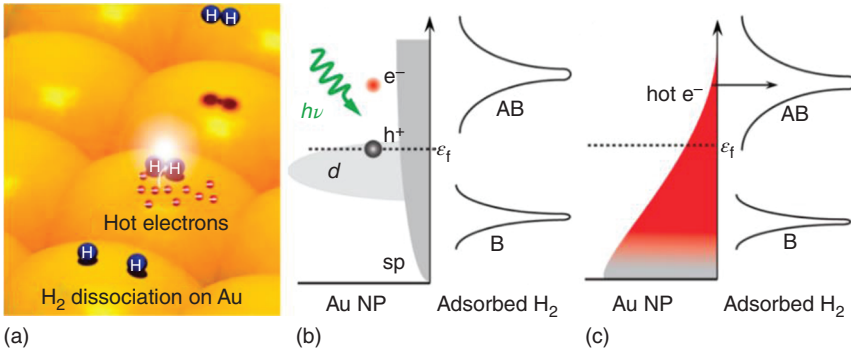 H H
H H
Hot electrons
H H
H₂ dissociation on Au
(a)
hν
e⁻
h⁺
εf
d
sp
AB
B
Au NP
Adsorbed H₂
(b)
hot e⁻
εf
AB
B
Au NP
Adsorbed H₂
(c)